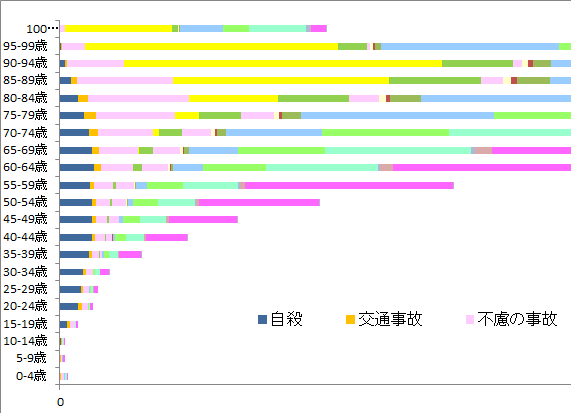 100…
95-99歳
90-94歳
85-89歳
80-84歳
75-79歳
70-74歳
65-69歳
60-64歳
55-59歳
50-54歳
45-49歳
40-44歳
35-39歳
30-34歳
25-29歳
20-24歳
自殺 交通事故 不慮の事故
15-19歳
10-14歳
5-9歳
0-4歳
0